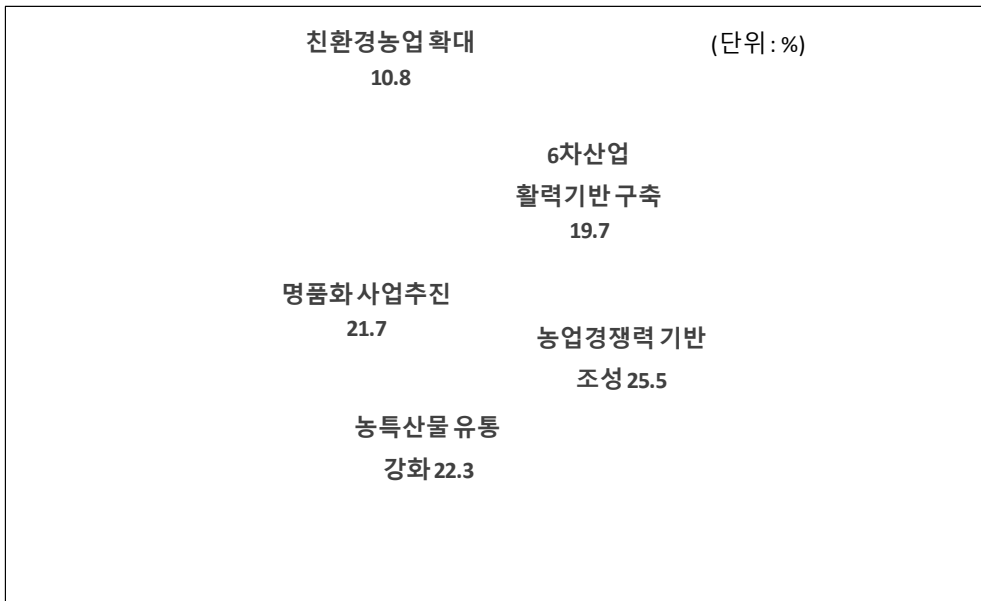 친환경농업 확대
10.8
(단위 : %)
6차산업
활력기반 구축
19.7
명품화 사업추진
21.7
농업경쟁력 기반
조성 25.5
농특산물 유통
강화 22.3